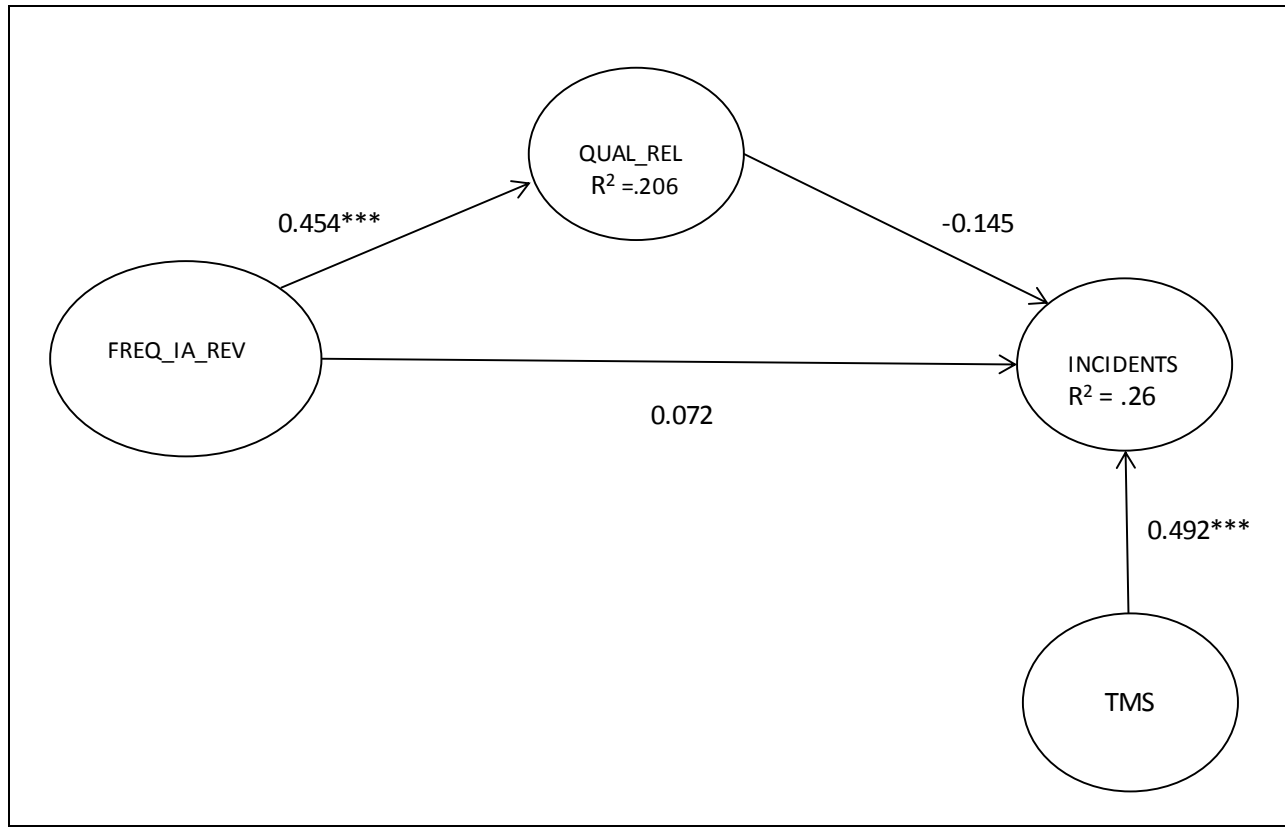 QUAL_REL
R² =.206
0.454***
-0.145
FREQ_IA_REV
INCIDENTS
R² = .26
0.072
0.492***
TMS